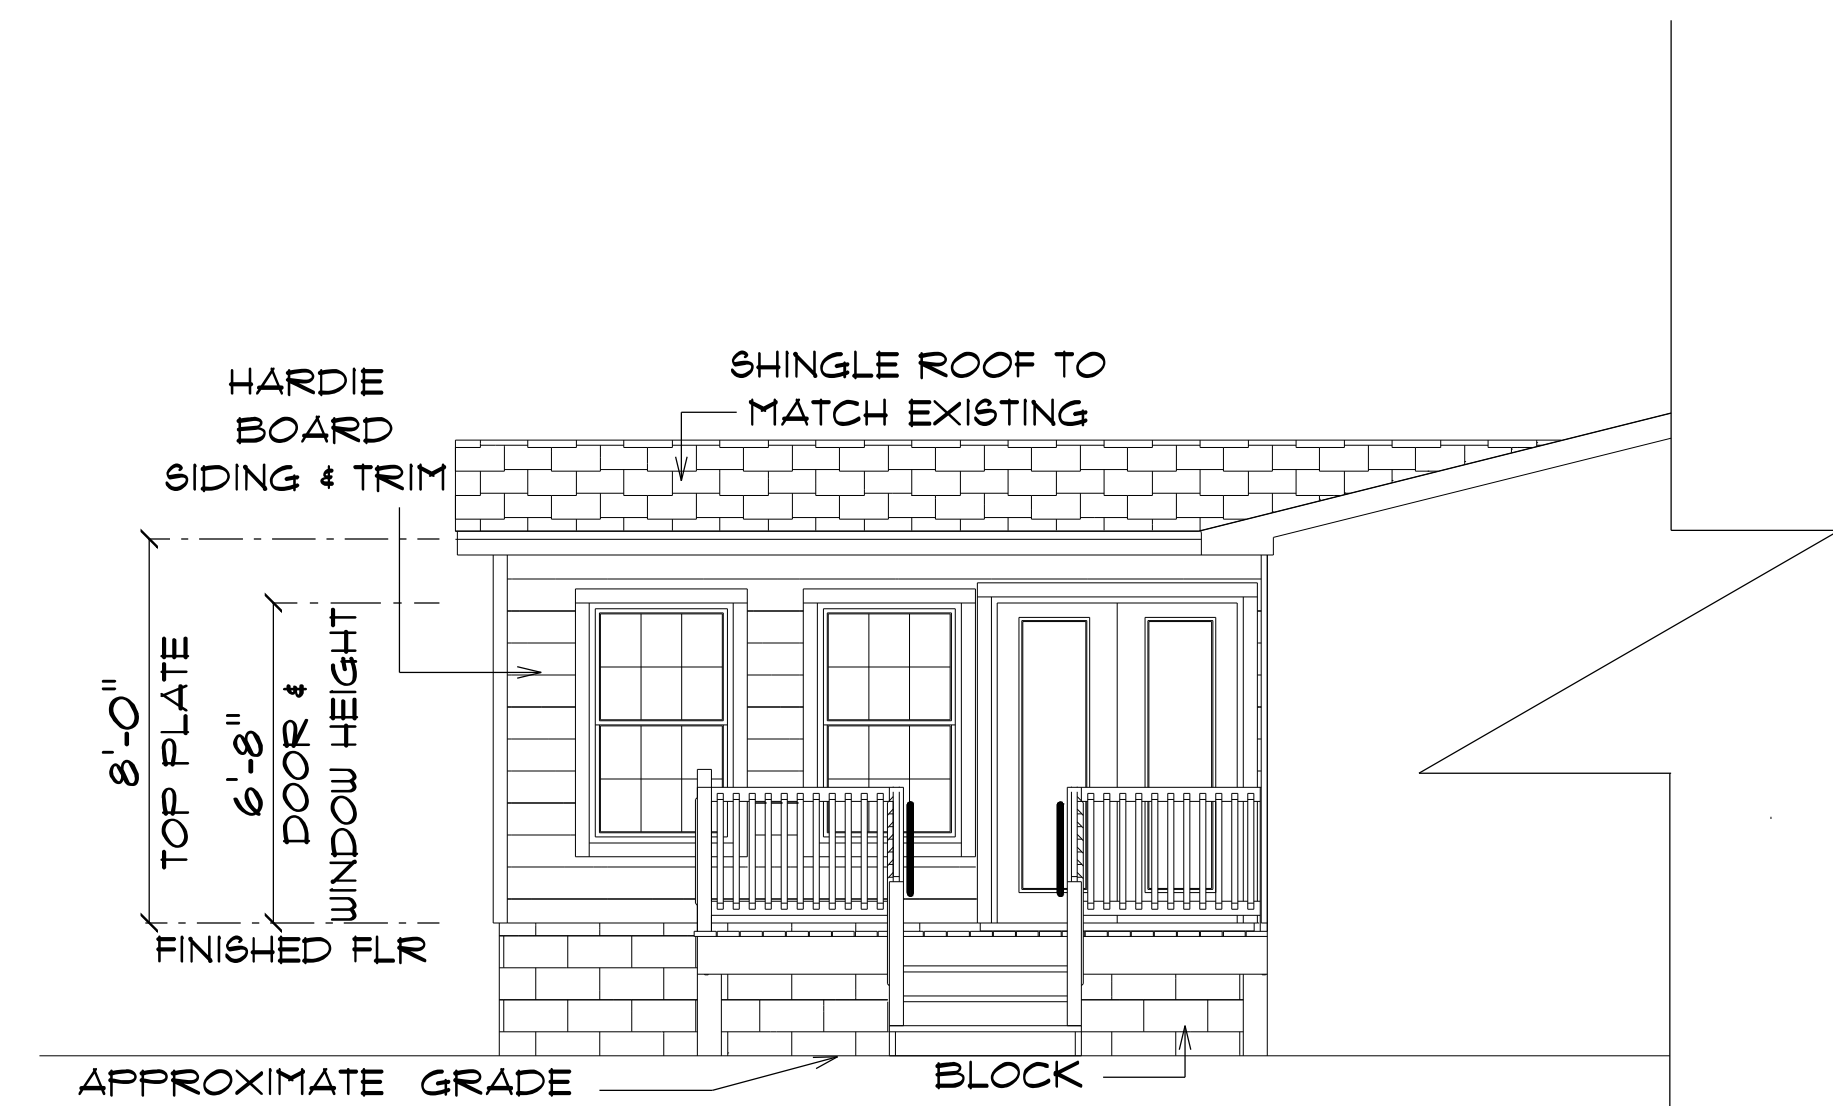 SHINGLE ROOF TO
MATCH EXISTING
HARDIE
BOARD
SIDING & TRIM
8'-0"
TOP PLATE
6'-8"
DOOR &
WINDOW HEIGHT
FINISHED FLR
APPROXIMATE GRADE
BLOCK